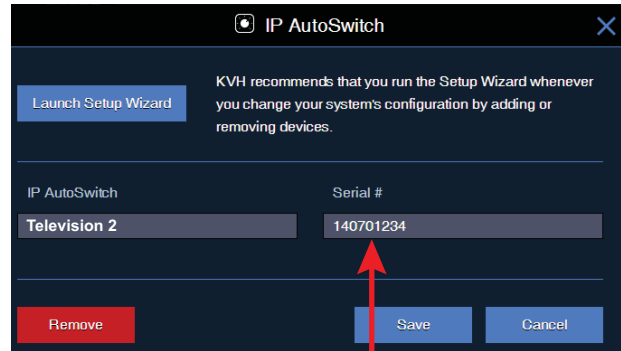 IP AutoSwitch
Launch Setup Wizard
KVH recommends that you run the Setup Wizard whenever
you change your system's configuration by adding or
removing devices.
IP AutoSwitch
Serial #
Television 2
140701234
Remove
Save
Cancel